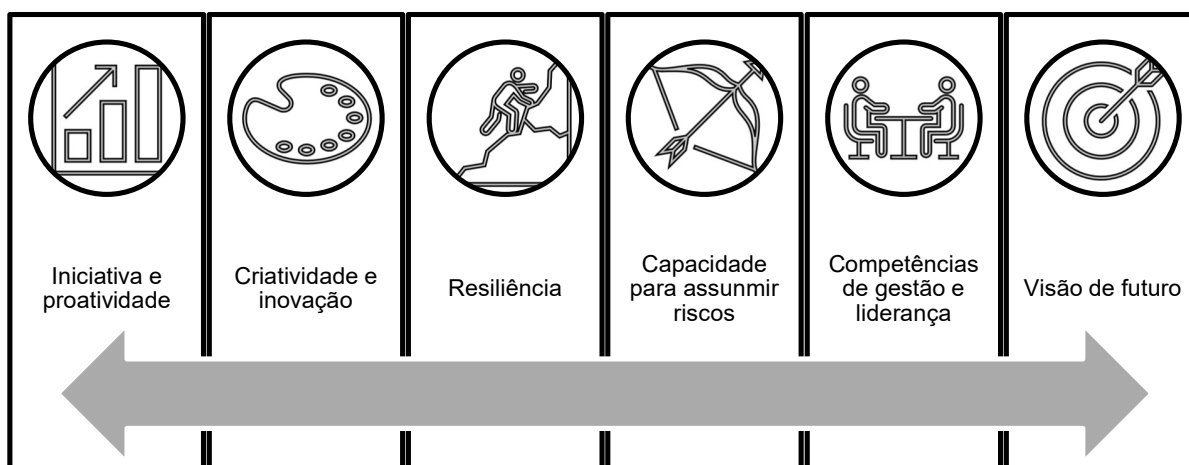 Iniciativa e
proatividade
Criatividade e
inovação
Resiliência
Capacidade
para assunmir
riscos
Competências
de gestão e
liderança
Visão de futuro